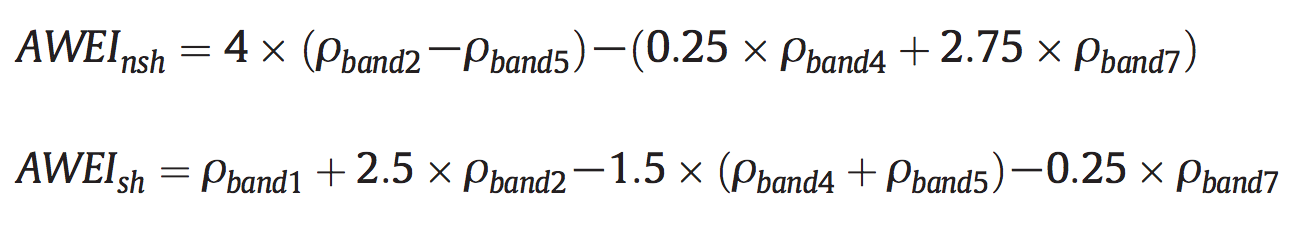 AWEI_nsh = 4 × (ρ_band2 − ρ_band5) − (0.25 × ρ_band4 + 2.75 × ρ_band7)
AWEI_sh = ρ_band1 + 2.5 × ρ_band2 − 1.5 × (ρ_band4 + ρ_band5) − 0.25 × ρ_band7